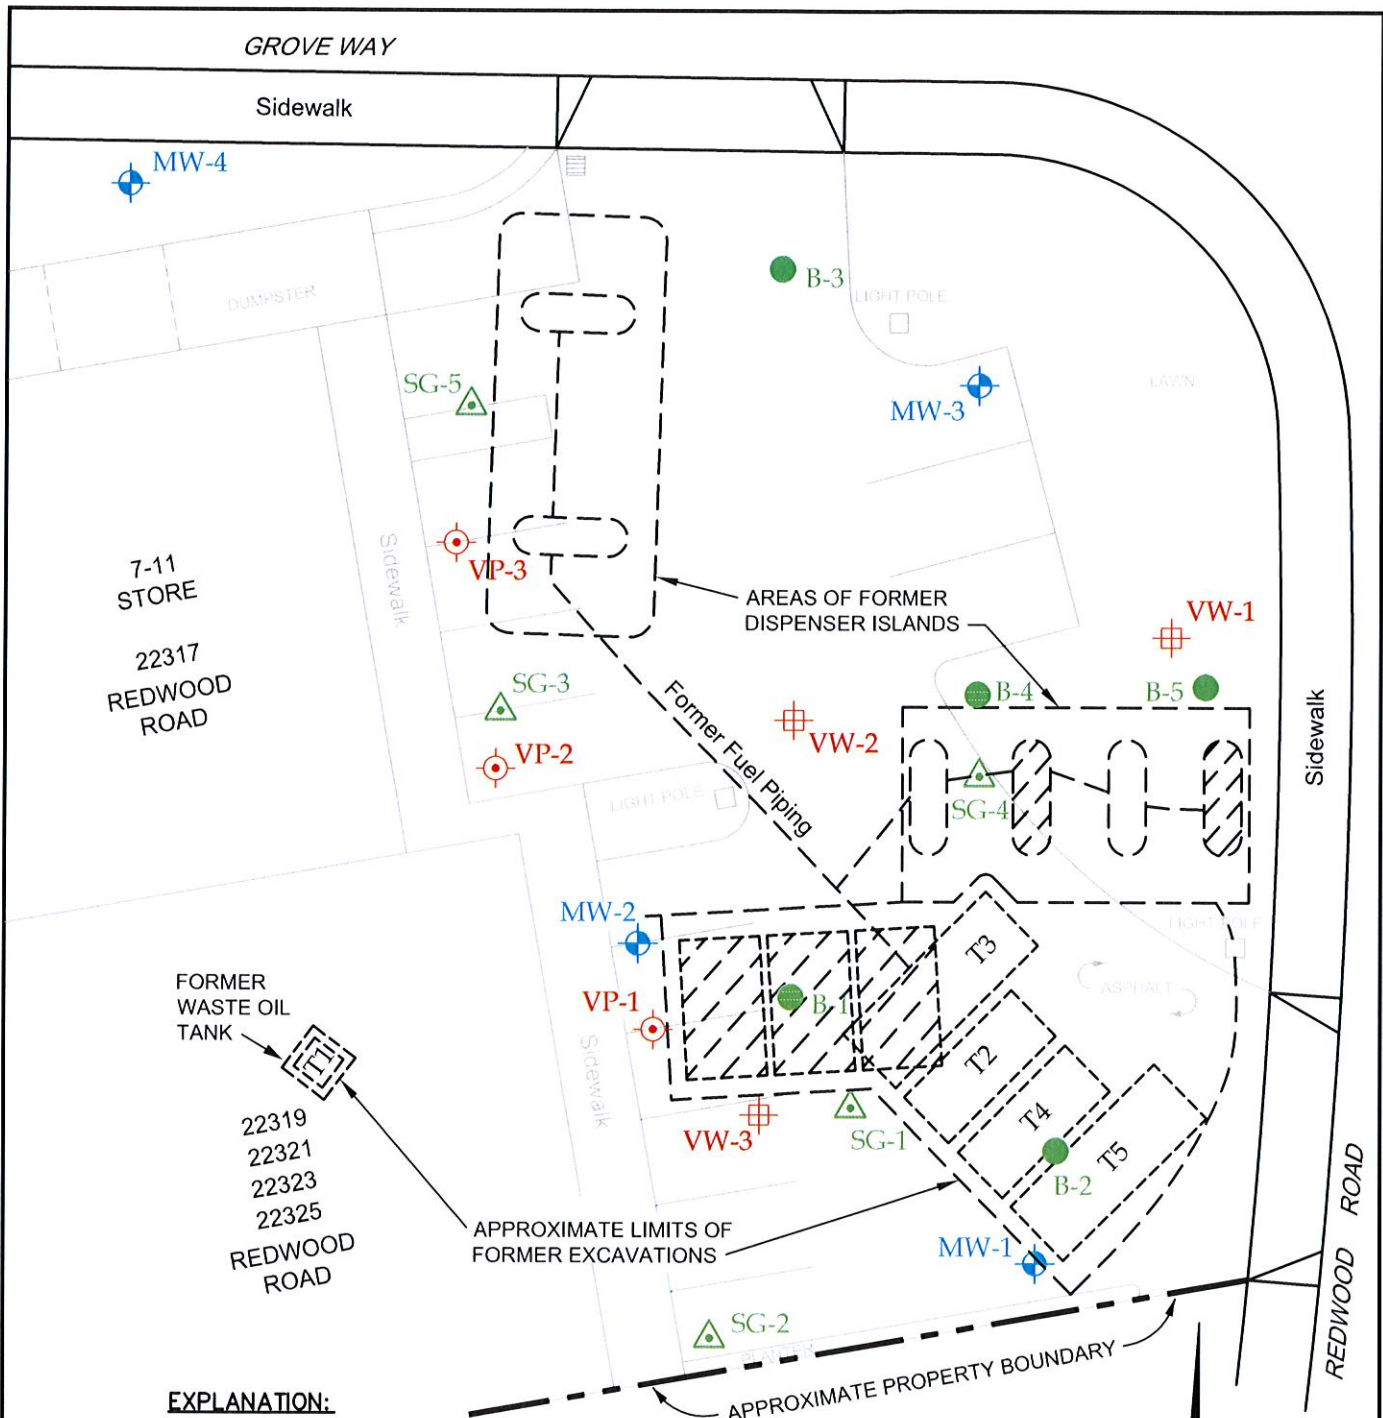 GROVE WAY
Sidewalk
MW-4
B-3
DUMPSTER
LIGHT POLE
SG-5
MW-3
LAWN
Sidewalk
VP-3
7-11
STORE
22317
REDWOOD
ROAD
AREAS OF FORMER
DISPENSER ISLANDS
VW-1
SG-3
B-4
B-5
Former Fuel Piping
VW-2
VP-2
Sidewalk
LIGHT POLE
SG-4
MW-2
LIGHT POLE
T3
FORMER
WASTE OIL
TANK
VP-1
B-1
ASPHALT
T1
T2
Sidewalk
22319
22321
22323
22325
REDWOOD
ROAD
VW-3
SG-1
T4
T5
B-2
APPROXIMATE LIMITS OF
FORMER EXCAVATIONS
MW-1
REDWOOD ROAD
SG-2
PLANTER
APPROXIMATE PROPERTY BOUNDARY
EXPLANATION: